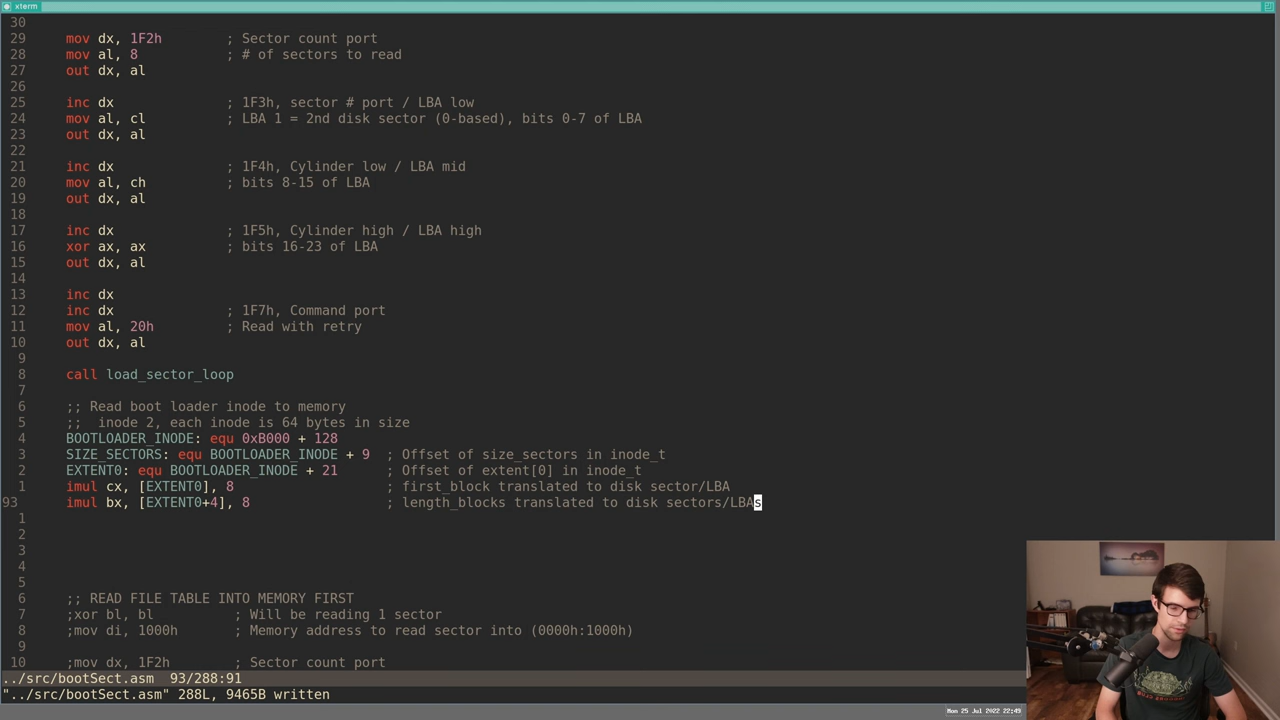 xterm
30
29 mov dx, 1F2h ; Sector count port
28 mov al, 8 ; # of sectors to read
27 out dx, al
26
25 inc dx ; 1F3h, sector # port / LBA low
24 mov al, cl ; LBA 1 = 2nd disk sector (0-based), bits 0-7 of LBA
23 out dx, al
22
21 inc dx ; 1F4h, Cylinder low / LBA mid
20 mov al, ch ; bits 8-15 of LBA
19 out dx, al
18
17 inc dx ; 1F5h, Cylinder high / LBA high
16 xor ax, ax ; bits 16-23 of LBA
15 out dx, al
14
13 inc dx
12 inc dx ; 1F7h, Command port
11 mov al, 20h ; Read with retry
10 out dx, al
9
8 call load_sector_loop
7
6 ;; Read boot loader inode to memory
5 ;;  inode 2, each inode is 64 bytes in size
4 BOOTLOADER_INODE: equ 0xB000 + 128
3 SIZE_SECTORS: equ BOOTLOADER_INODE + 9 ; Offset of size_sectors in inode_t
2 EXTENT0: equ BOOTLOADER_INODE + 21 ; Offset of extent[0] in inode_t
1 imul cx, [EXTENT0], 8 ; first_block translated to disk sector/LBA
93 imul bx, [EXTENT0+4], 8 ; length_blocks translated to disk sectors/LBAs
1
2
3
4
5
6 ;; READ FILE TABLE INTO MEMORY FIRST
7 ;xor bl, bl ; Will be reading 1 sector
8 ;mov di, 1000h ; Memory address to read sector into (0000h:1000h)
9
10 ;mov dx, 1F2h ; Sector count port
../src/bootSect.asm 93/288:91
"../src/bootSect.asm" 288L, 9465B written
Mon 25 Jul 2022 22:49